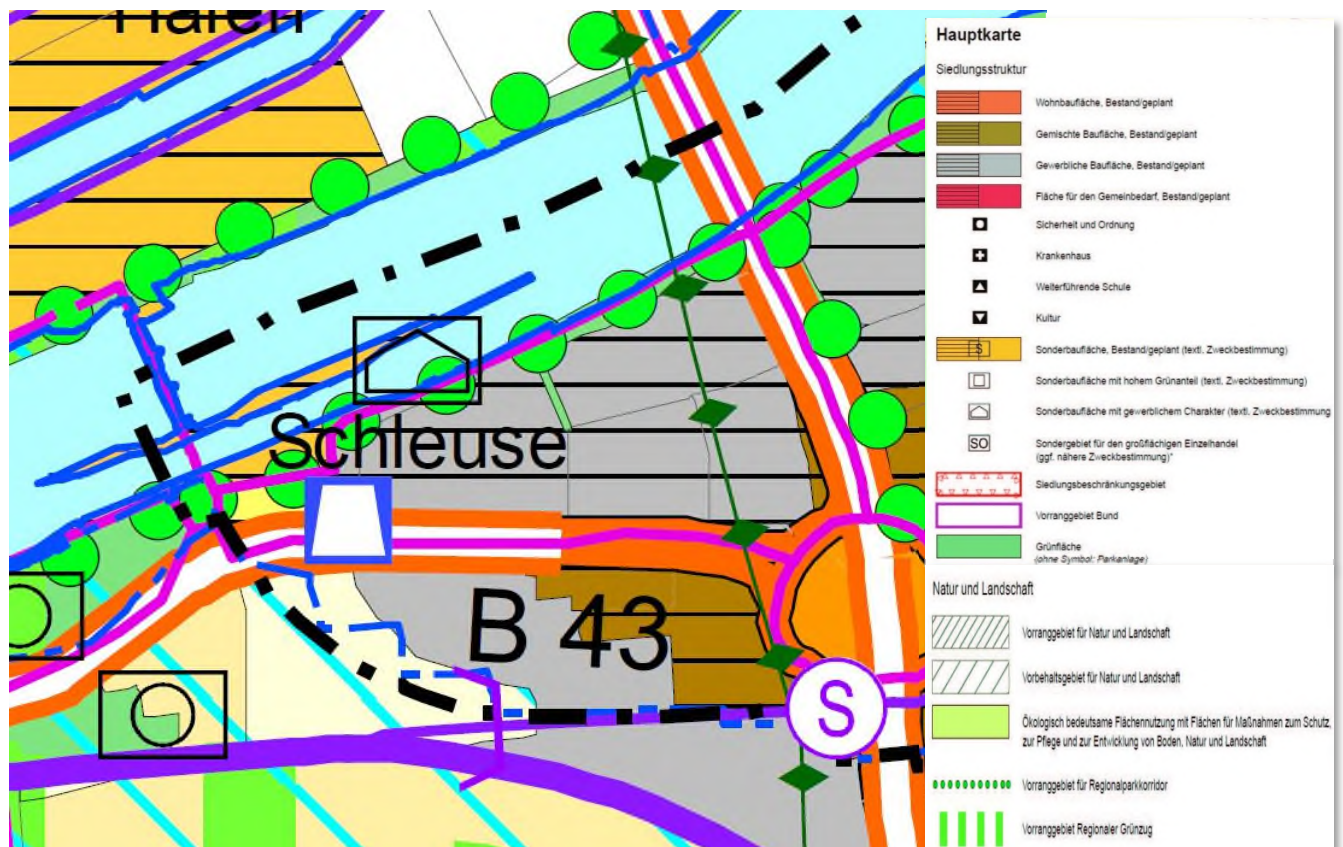 Hafen
Schleuse
B 43
S
Hauptkarte
Siedlungsstruktur
Wohnbaufläche, Bestand/geplant
Gemischte Baufläche, Bestand/geplant
Gewerbliche Baufläche, Bestand/geplant
Fläche für den Gemeinbedarf, Bestand/geplant
Sicherheit und Ordnung
Krankenhaus
Weiterführende Schule
Kultur
S Sonderbaufläche, Bestand/geplant (textl. Zweckbestimmung)
Sonderbaufläche mit hohem Grünanteil (textl. Zweckbestimmung)
Sonderbaufläche mit gewerblichem Charakter (textl. Zweckbestimmung
SO Sondergebiet für den großflächigen Einzelhandel
(ggf. nähere Zweckbestimmung)*
Siedlungsbeschränkungsgebiet
Vorranggebiet Bund
Grünfläche
(ohne Symbol: Parkanlage)
Natur und Landschaft
Vorranggebiet für Natur und Landschaft
Vorbehaltsgebiet für Natur und Landschaft
Ökologisch bedeutsame Flächennutzung mit Flächen für Maßnahmen zum Schutz,
zur Pflege und zur Entwicklung von Boden, Natur und Landschaft
Vorranggebiet für Regionalparkkorridor
Vorranggebiet Regionaler Grünzug